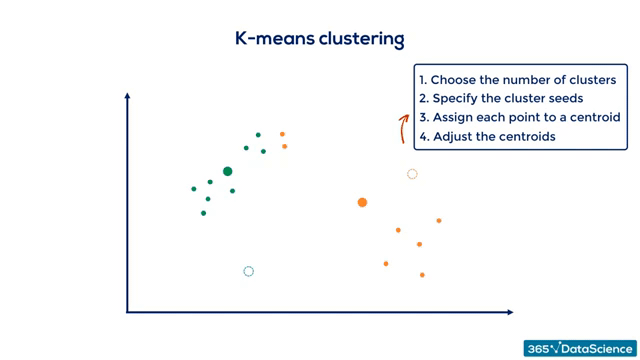 K-means clustering
1. Choose the number of clusters
2. Specify the cluster seeds
3. Assign each point to a centroid
4. Adjust the centroids
365 DataScience